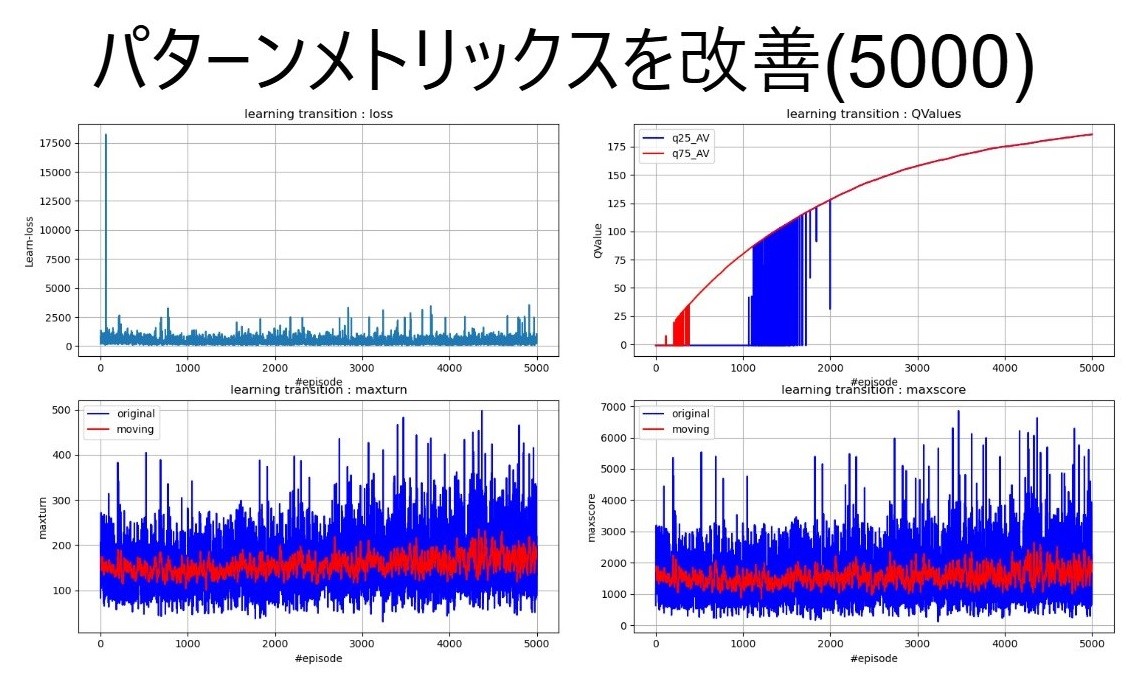 パターンメトリックスを改善(5000)
learning transition : loss
17500
15000
12500
10000
7500
5000
2500
0
Learn-loss
0 1000 2000 3000 4000 5000
#episode
learning transition : QValues
q25_AV
q75_AV
175
150
125
100
75
50
25
0
QValue
0 1000 2000 3000 4000 5000
#episode
learning transition : maxturn
original
moving
500
400
300
200
100
maxturn
0 1000 2000 3000 4000 5000
#episode
learning transition : maxscore
original
moving
7000
6000
5000
4000
3000
2000
1000
0
maxscore
0 1000 2000 3000 4000 5000
#episode